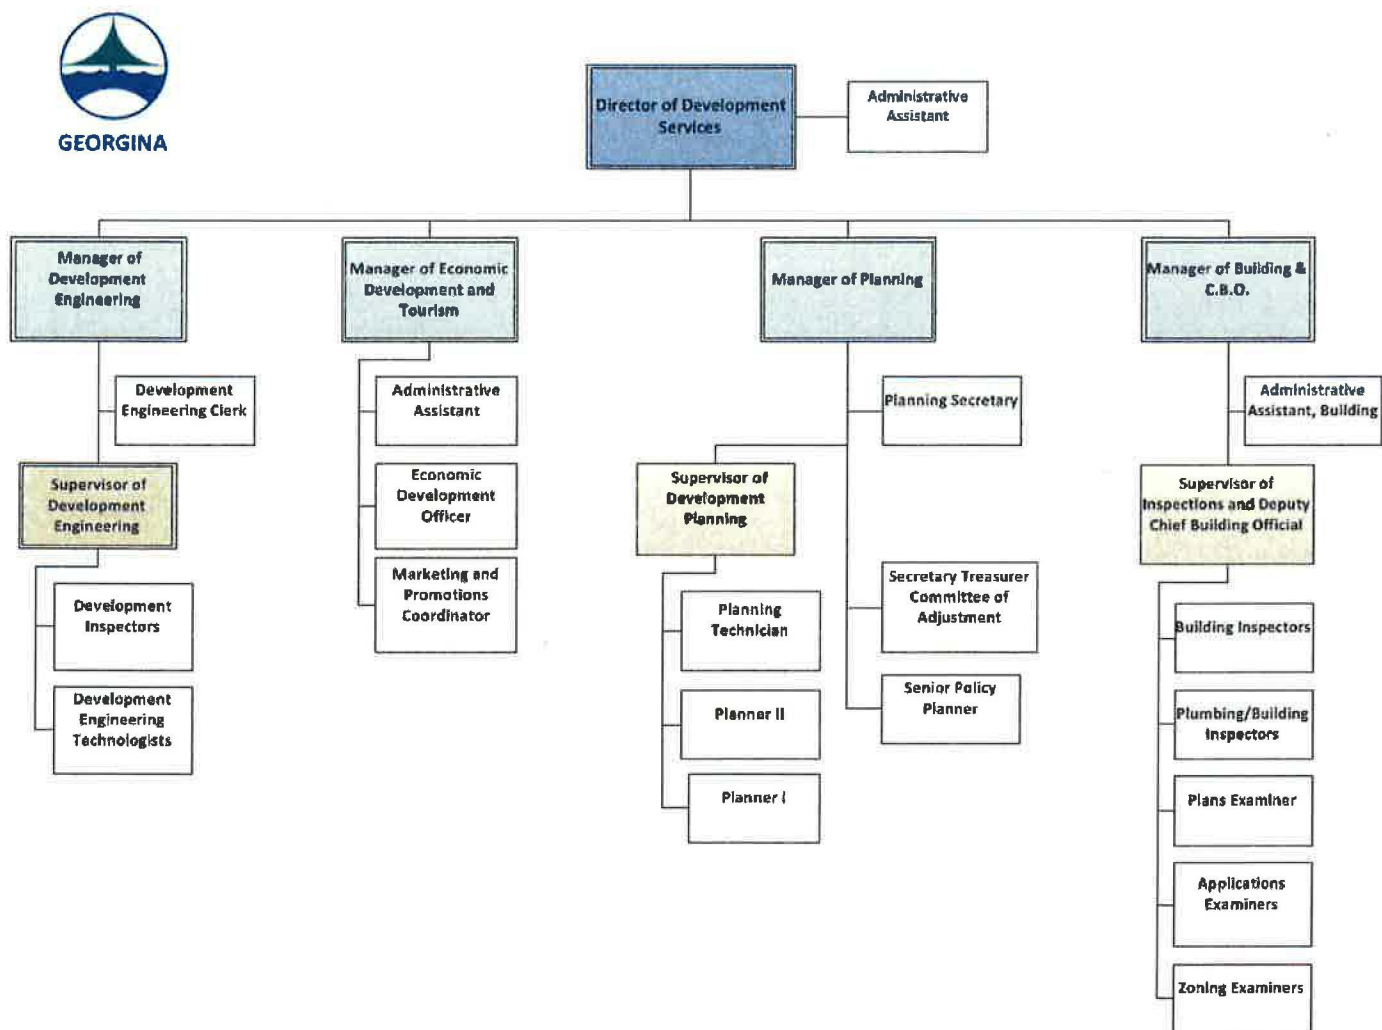 GEORGINA
Director of Development
Services
Administrative
Assistant
Manager of
Development
Engineering
Manager of Economic
Development and
Tourism
Manager of Planning
Manager of Building &
C.B.O.
Development
Engineering Clerk
Administrative
Assistant
Planning Secretary
Administrative
Assistant, Building
Supervisor of
Development
Engineering
Economic
Development
Officer
Supervisor of
Development
Planning
Supervisor of
Inspections and Deputy
Chief Building Official
Development
Inspectors
Marketing and
Promotions
Coordinator
Planning
Technician
Secretary Treasurer
Committee of
Adjustment
Building Inspectors
Development
Engineering
Technologists
Planner II
Senior Policy
Planner
Plumbing/Building
Inspectors
Planner I
Plans Examiner
Applications
Examiners
Zoning Examiners